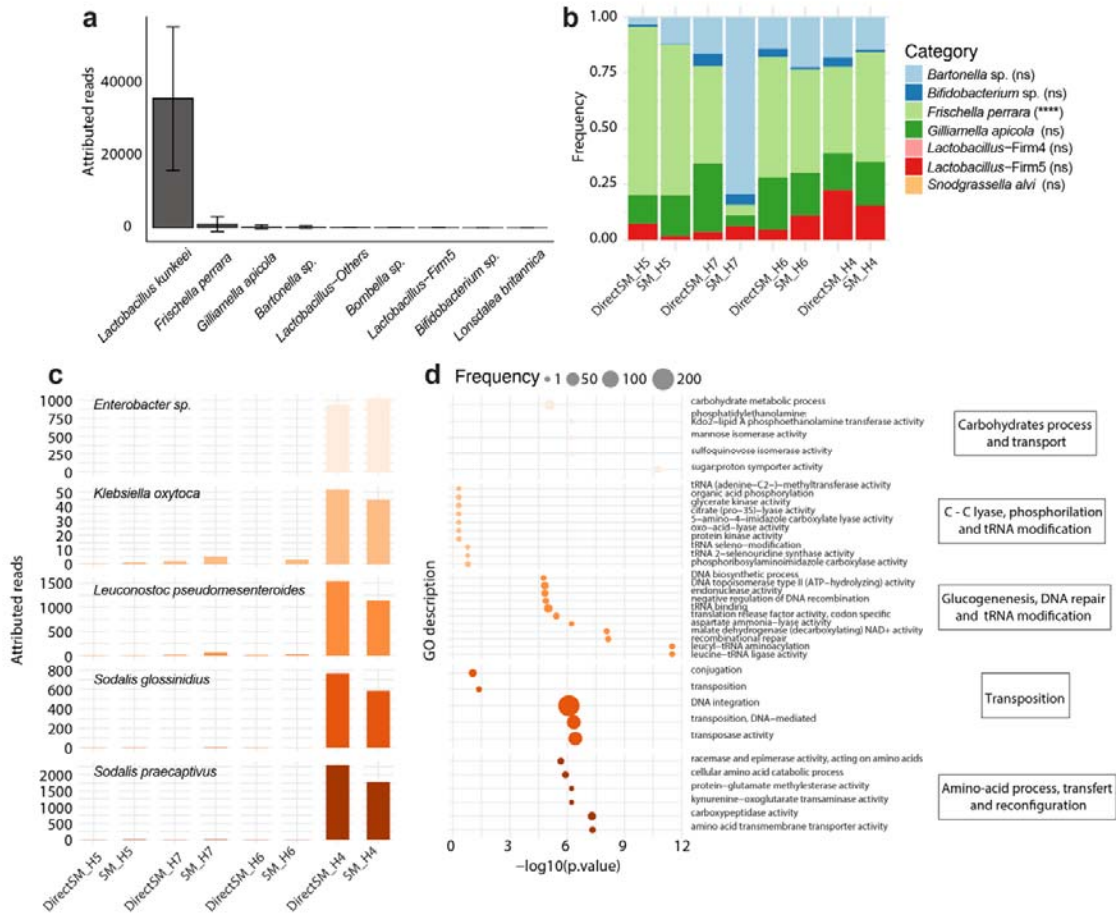 a
Attributed reads
40000
20000
0
Lactobacillus kunkeei
Frischella perrara
Gilliamella apicola
Bartonella sp.
Lactobacillus–Others
Bombella sp.
Lactobacillus–Firm5
Bifidobacterium sp.
Lonsdalea britannica
b
Frequency
1.00
0.75
0.50
0.25
0.00
DirectSM_H5
SM_H5
DirectSM_H7
SM_H7
DirectSM_H6
SM_H6
DirectSM_H4
SM_H4
Category
Bartonella sp. (ns)
Bifidobacterium sp. (ns)
Frischella perrara (****)
Gilliamella apicola (ns)
Lactobacillus–Firm4 (ns)
Lactobacillus–Firm5 (ns)
Snodgrassella alvi (ns)
c
Attributed reads
Enterobacter sp.
1000
750
500
250
0
Klebsiella oxytoca
50
30
20
10
0
Leuconostoc pseudomesenteroides
1500
1000
500
0
Sodalis glossinidius
800
600
400
200
0
Sodalis praecaptivus
2000
1500
1000
500
0
DirectSM_H5
SM_H5
DirectSM_H7
SM_H7
DirectSM_H6
SM_H6
DirectSM_H4
SM_H4
d
Frequency 1 50 100 200
GO description
carbohydrate metabolic process
phosphatidylethanolamine:
Kdo2–lipid A phosphoethanolamine transferase activity
mannose isomerase activity
sulfoquinovose isomerase activity
sugar:proton symporter activity
tRNA (adenine–C2–)–methyltransferase activity
organic acid phosphorylation
glycerate kinase activity
citrate (pro–3S)–lyase activity
5–amino–4–imidazole carboxylate lyase activity
oxo–acid–lyase activity
protein kinase activity
tRNA seleno–modification
tRNA 2–selenouridine synthase activity
phosphoribosylaminoimidazole carboxylase activity
DNA biosynthetic process
DNA topoisomerase type II (ATP–hydrolyzing) activity
endonuclease activity
negative regulation of DNA recombination
tRNA binding
translation release factor activity, codon specific
aspartate ammonia–lyase activity
malate dehydrogenase (decarboxylating) NAD+ activity
recombinational repair
leucyl–tRNA aminoacylation
leucine–tRNA ligase activity
conjugation
transposition
DNA integration
transposition, DNA–mediated
transposase activity
racemase and epimerase activity, acting on amino acids
cellular amino acid catabolic process
protein–glutamate methylesterase activity
kynurenine–oxoglutarate transaminase activity
carboxypeptidase activity
amino acid transmembrane transporter activity
0 3 6 9 12
−log10(p.value)
Carbohydrates process
and transport
C - C lyase, phosphorilation
and tRNA modification
Glucogenenesis, DNA repair
and tRNA modification
Transposition
Amino-acid process, transfert
and reconfiguration